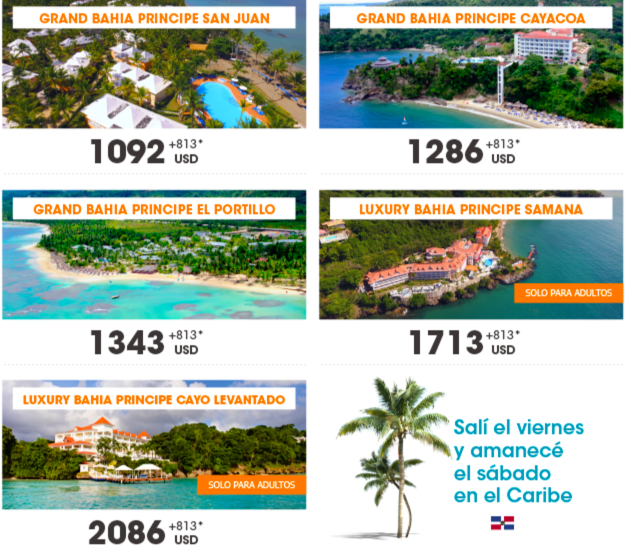 GRAND BAHIA PRINCIPE SAN JUAN
1092 +813*
USD
GRAND BAHIA PRINCIPE CAYACOA
1286 +813*
USD
GRAND BAHIA PRINCIPE EL PORTILLO
1343 +813*
USD
LUXURY BAHIA PRINCIPE SAMANA
SOLO PARA ADULTOS
1713 +813*
USD
LUXURY BAHIA PRINCIPE CAYO LEVANTADO
SOLO PARA ADULTOS
2086 +813*
USD
Salí el viernes
y amanecé
el sábado
en el Caribe